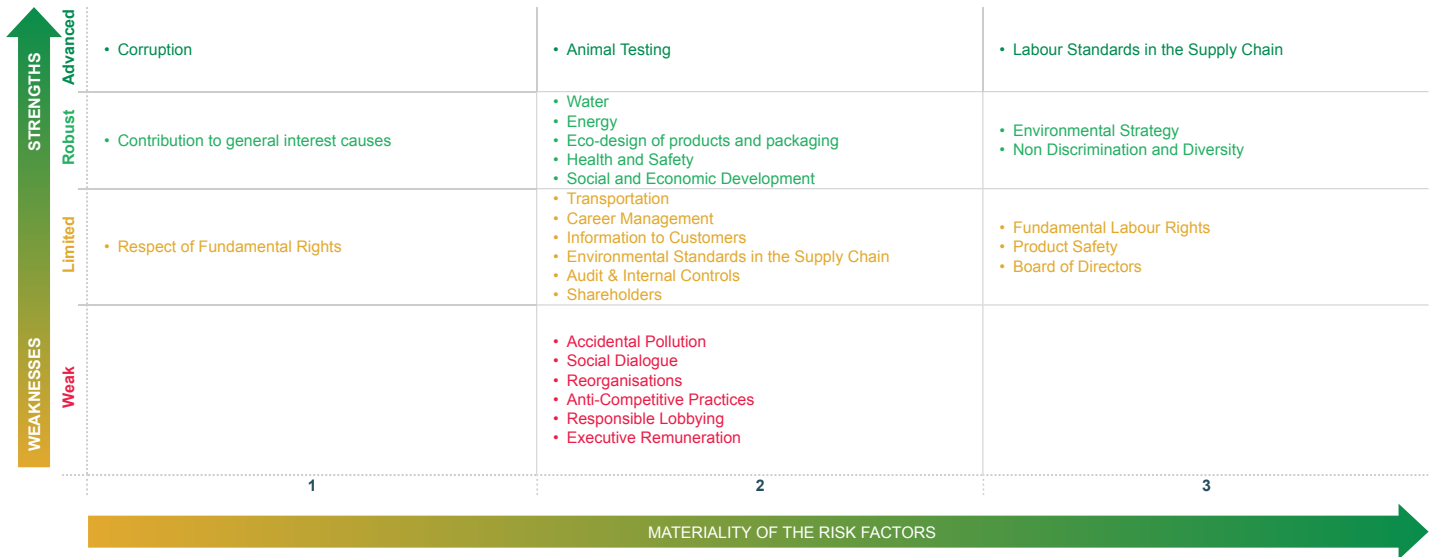 STRENGTHS
WEAKNESSES
Advanced
• Corruption
• Animal Testing
• Labour Standards in the Supply Chain
Robust
• Contribution to general interest causes
• Water
• Energy
• Eco-design of products and packaging
• Health and Safety
• Social and Economic Development
• Environmental Strategy
• Non Discrimination and Diversity
Limited
• Respect of Fundamental Rights
• Transportation
• Career Management
• Information to Customers
• Environmental Standards in the Supply Chain
• Audit & Internal Controls
• Shareholders
• Fundamental Labour Rights
• Product Safety
• Board of Directors
Weak
• Accidental Pollution
• Social Dialogue
• Reorganisations
• Anti-Competitive Practices
• Responsible Lobbying
• Executive Remuneration
1
2
3
MATERIALITY OF THE RISK FACTORS